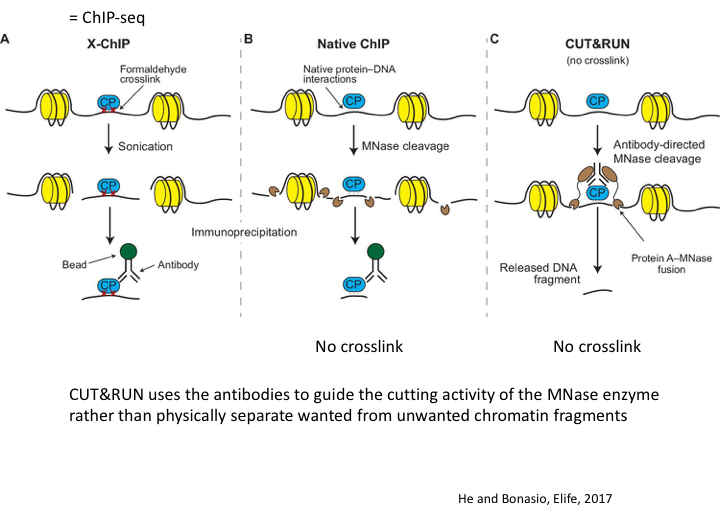 = ChIP-seq
A
X-ChIP
Formaldehyde
crosslink
CP
Sonication
CP
Bead
Antibody
CP
B
Native ChIP
Native protein–DNA
interactions
CP
MNase cleavage
CP
Immunoprecipitation
CP
C
CUT&RUN
(no crosslink)
CP
Antibody-directed
MNase cleavage
CP
Protein A–MNase
fusion
Released DNA
fragment
No crosslink
No crosslink
CUT&RUN uses the antibodies to guide the cutting activity of the MNase enzyme
rather than physically separate wanted from unwanted chromatin fragments
He and Bonasio, Elife, 2017